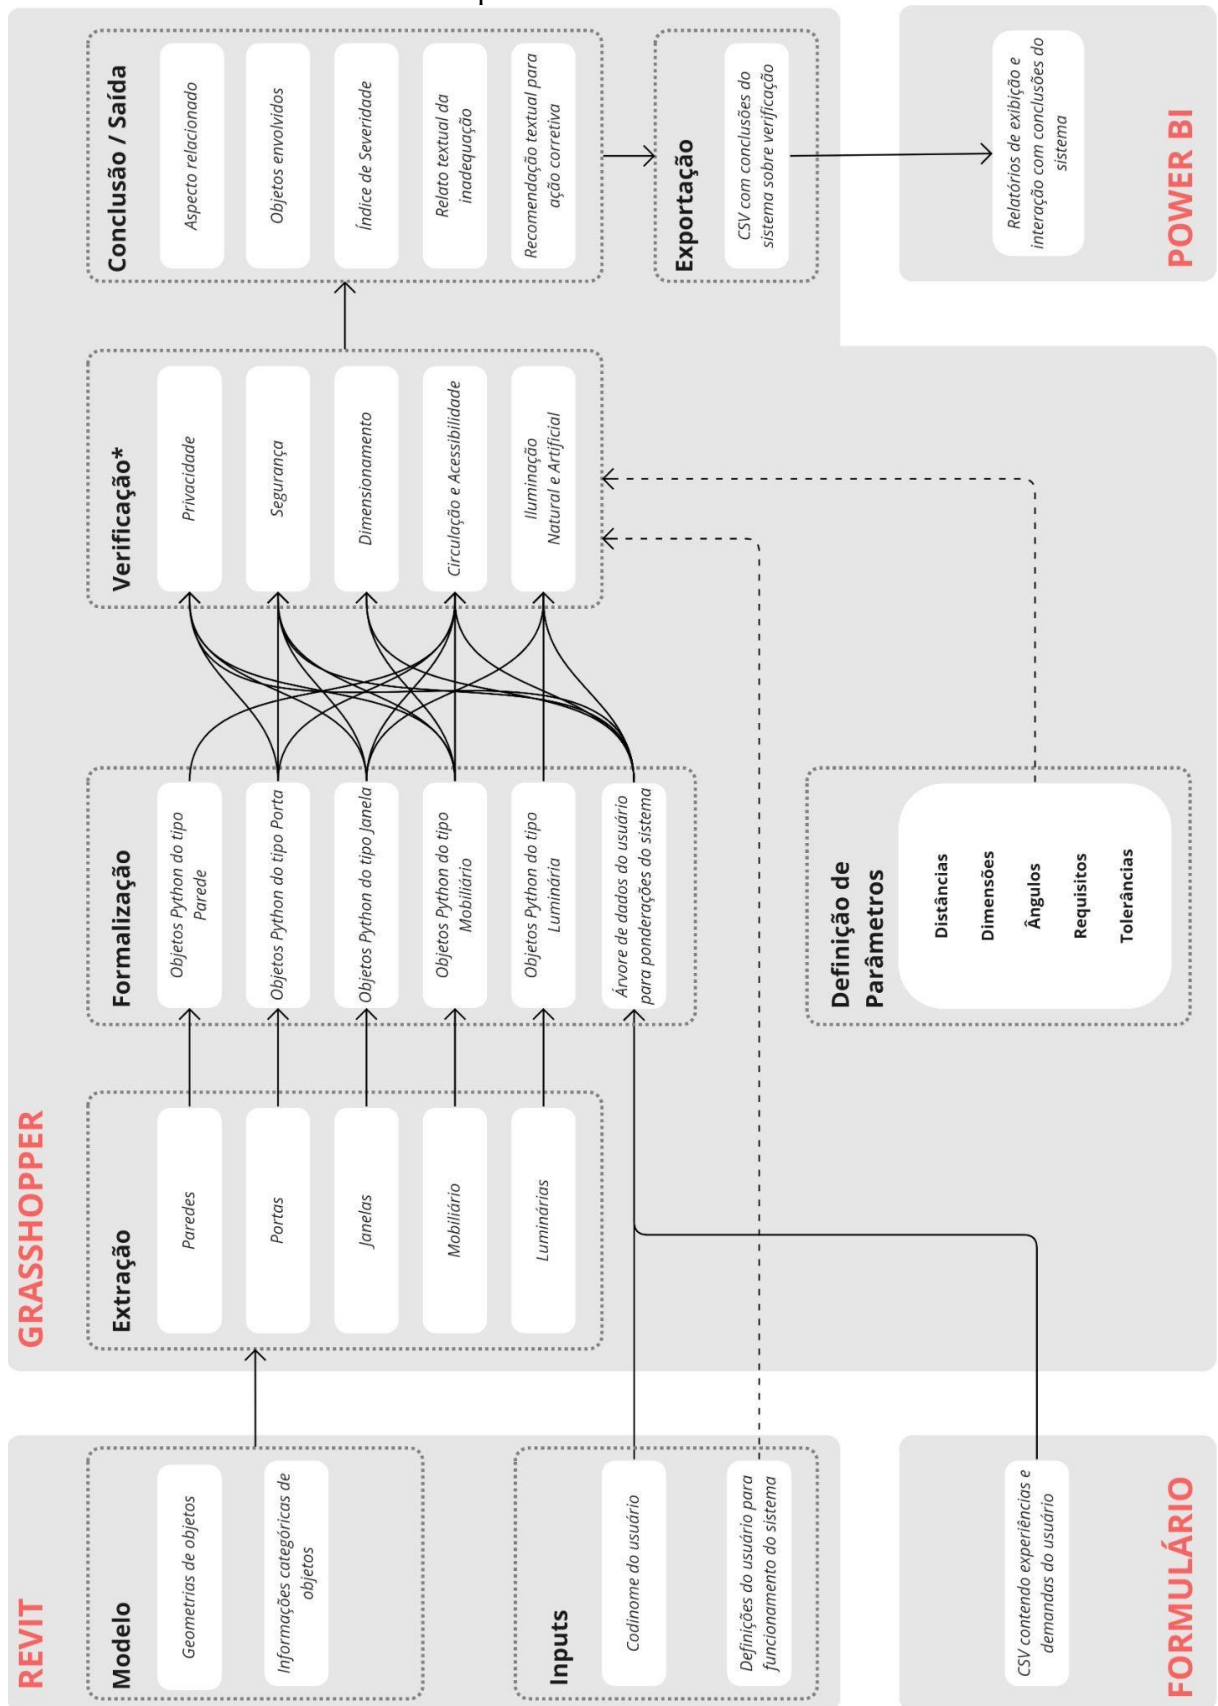 REVIT
Modelo
Geometrias de objetos
Informações categóricas de
objetos
Inputs
Codinome do usuário
Definições do usuário para
funcionamento do sistema
FORMULÁRIO
CSV contendo experiências e
demandas do usuário
GRASSHOPPER
Extração
Paredes
Portas
Janelas
Mobiliário
Luminárias
Formalização
Objetos Python do tipo
Parede
Objetos Python do tipo Porta
Objetos Python do tipo Janela
Objetos Python do tipo
Mobiliário
Objetos Python do tipo
Luminária
Árvore de dados do usuário
para ponderações do sistema
Definição de
Parâmetros
Distâncias
Dimensões
Ângulos
Requisitos
Tolerâncias
Verificação*
Privacidade
Segurança
Dimensionamento
Circulação e Acessibilidade
Iluminação
Natural e Artificial
Conclusão / Saída
Aspecto relacionado
Objetos envolvidos
Índice de Severidade
Relato textual da
inadequação
Recomendação textual para
ação corretiva
Exportação
CSV com conclusões do
sistema sobre verificação
POWER BI
Relatórios de exibição e
interação com conclusões do
sistema